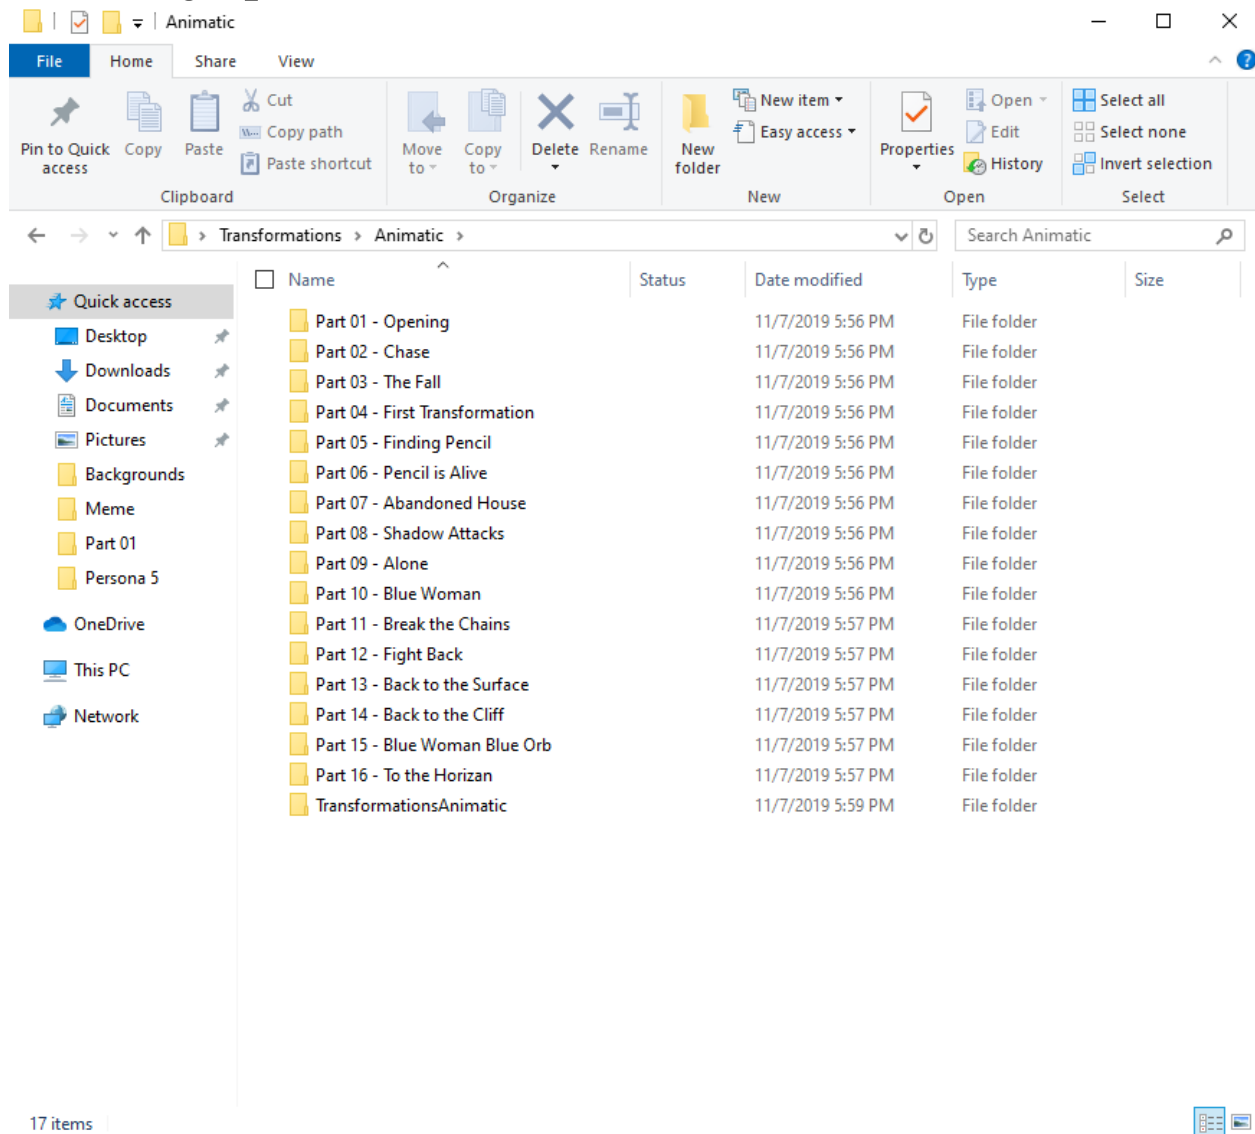 Animatic
File Home Share View
Pin to Quick access
Copy
Paste
Cut
Copy path
Paste shortcut
Clipboard
Move to
Copy to
Delete
Rename
Organize
New folder
New item
Easy access
New
Properties
Open
Edit
History
Open
Select all
Select none
Invert selection
Select
Transformations > Animatic >
Search Animatic
Name Status Date modified Type Size
Quick access
Desktop
Downloads
Documents
Pictures
Backgrounds
Meme
Part 01
Persona 5
OneDrive
This PC
Network
Part 01 - Opening 11/7/2019 5:56 PM File folder
Part 02 - Chase 11/7/2019 5:56 PM File folder
Part 03 - The Fall 11/7/2019 5:56 PM File folder
Part 04 - First Transformation 11/7/2019 5:56 PM File folder
Part 05 - Finding Pencil 11/7/2019 5:56 PM File folder
Part 06 - Pencil is Alive 11/7/2019 5:56 PM File folder
Part 07 - Abandoned House 11/7/2019 5:56 PM File folder
Part 08 - Shadow Attacks 11/7/2019 5:56 PM File folder
Part 09 - Alone 11/7/2019 5:56 PM File folder
Part 10 - Blue Woman 11/7/2019 5:56 PM File folder
Part 11 - Break the Chains 11/7/2019 5:57 PM File folder
Part 12 - Fight Back 11/7/2019 5:57 PM File folder
Part 13 - Back to the Surface 11/7/2019 5:57 PM File folder
Part 14 - Back to the Cliff 11/7/2019 5:57 PM File folder
Part 15 - Blue Woman Blue Orb 11/7/2019 5:57 PM File folder
Part 16 - To the Horizan 11/7/2019 5:57 PM File folder
TransformationsAnimatic 11/7/2019 5:59 PM File folder
17 items